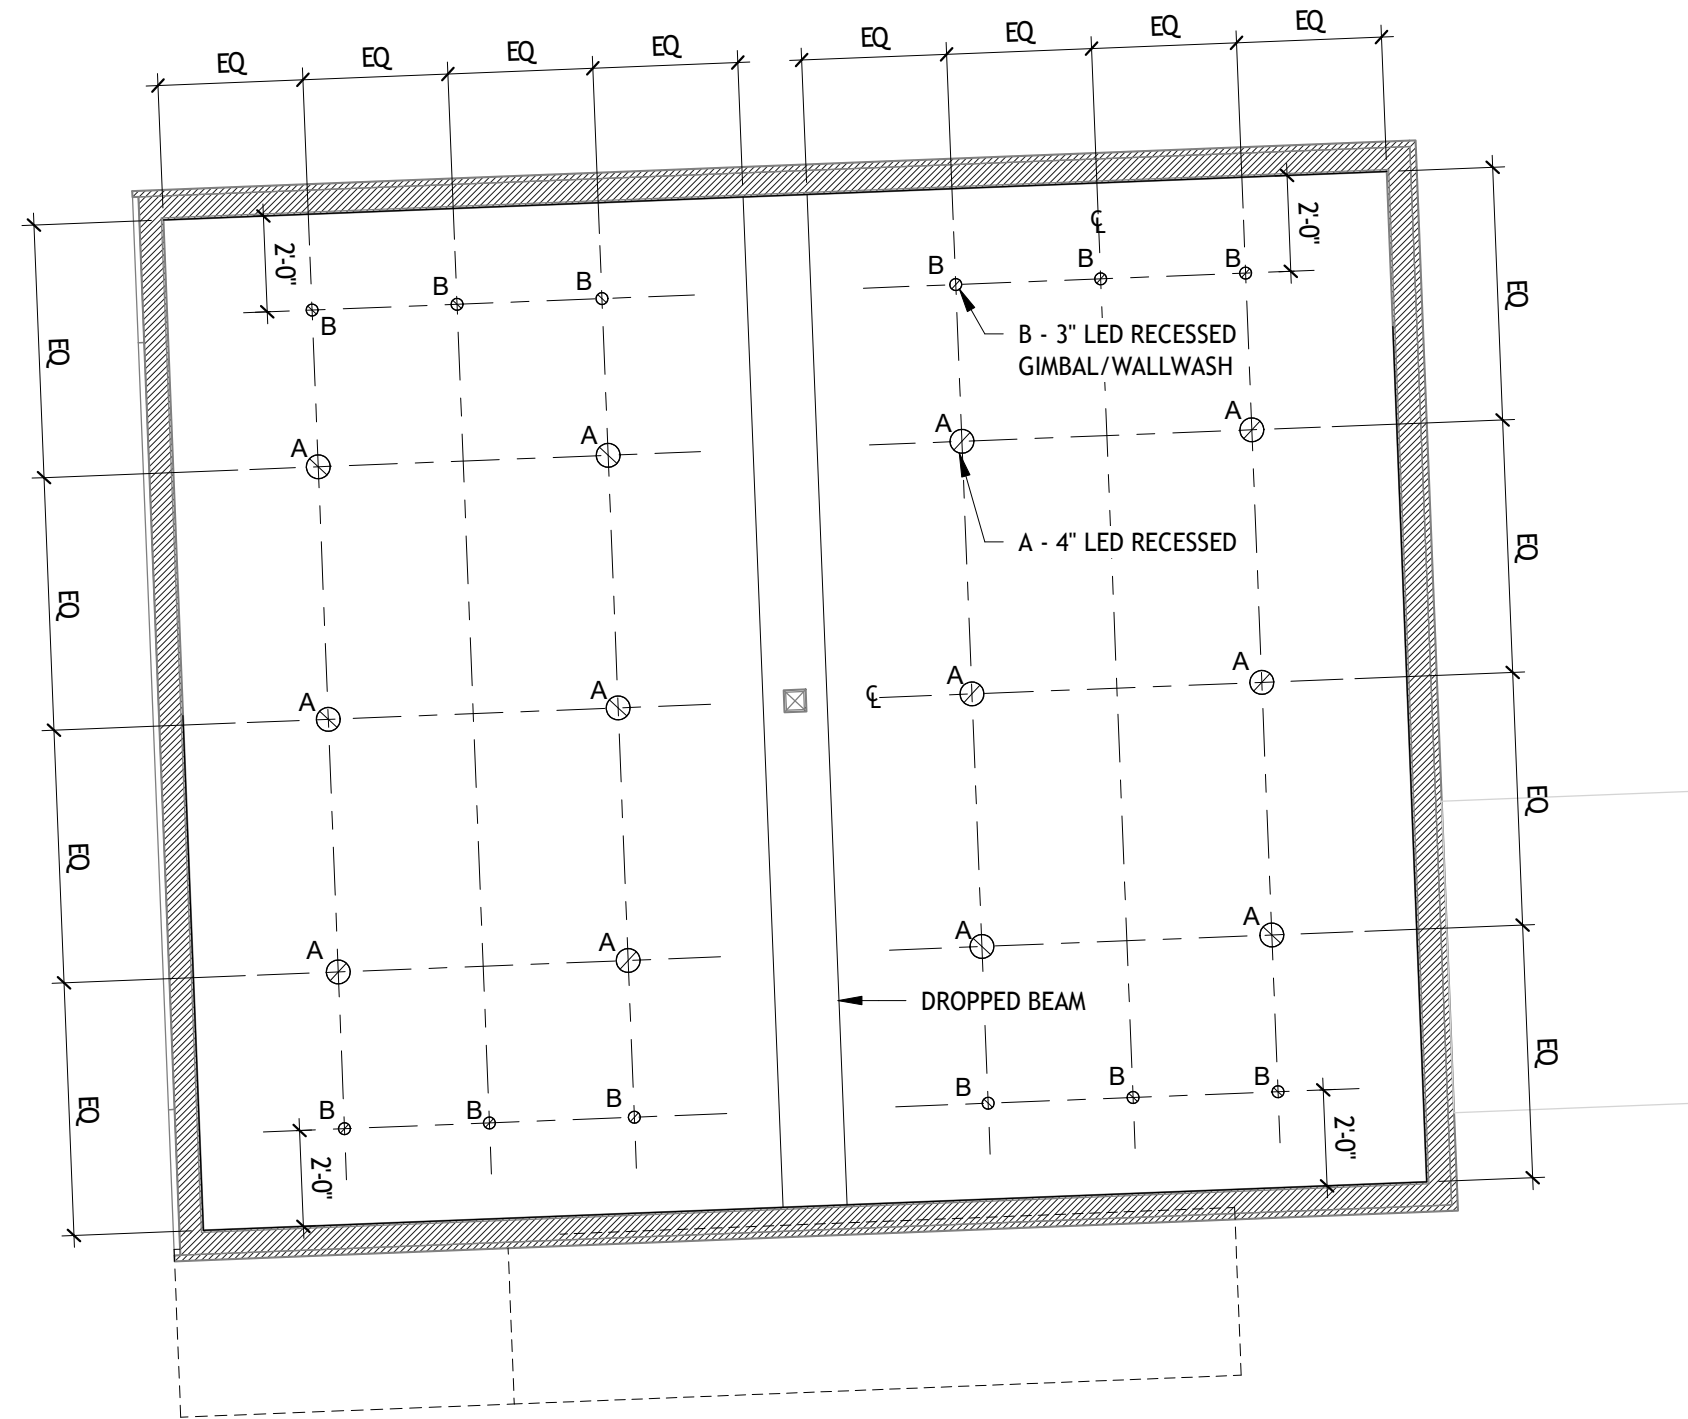 EQ
EQ
EQ
EQ
EQ
EQ
EQ
EQ
2'-0"
2'-0"
℄
B
B
B
B
B
B
EQ
EQ
B - 3" LED RECESSED
GIMBAL/WALLWASH
A
A
A
A
EQ
EQ
A - 4" LED RECESSED
A
A
A
A
℄
EQ
EQ
A
A
A
A
DROPPED BEAM
EQ
EQ
B
B
B
B
B
B
2'-0"
2'-0"